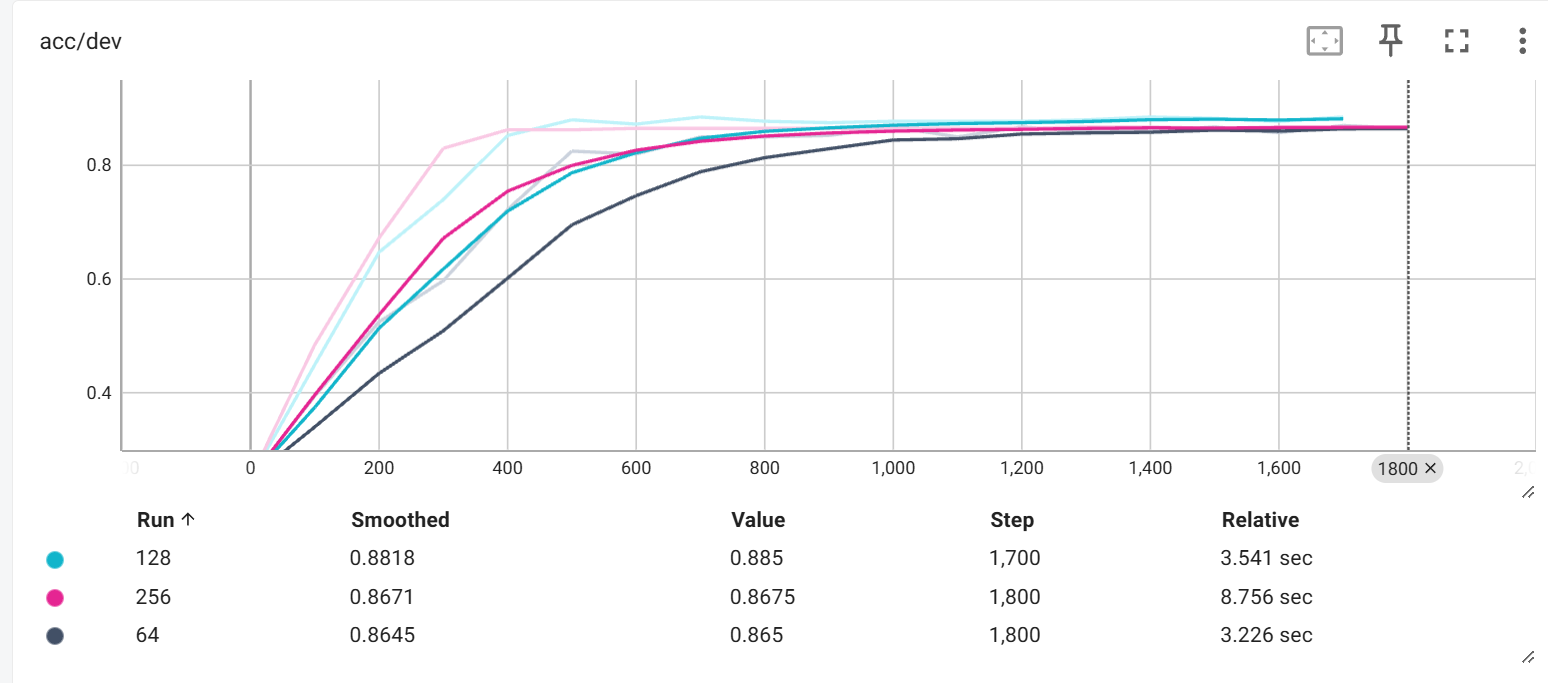 acc/dev
0.8
0.6
0.4
0 200 400 600 800 1,000 1,200 1,400 1,600 1800 ×
Run ↑ Smoothed Value Step Relative
128 0.8818 0.885 1,700 3.541 sec
256 0.8671 0.8675 1,800 8.756 sec
64 0.8645 0.865 1,800 3.226 sec